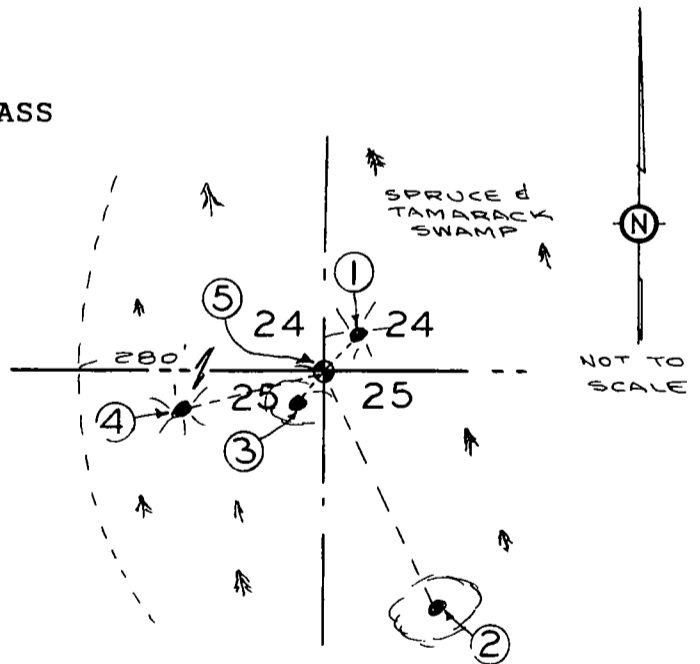 ASS
SPRUCE &
TAMARACK
SWAMP
N
1
5
24 24
280'
NOT TO
SCALE
4
25 25
3
2